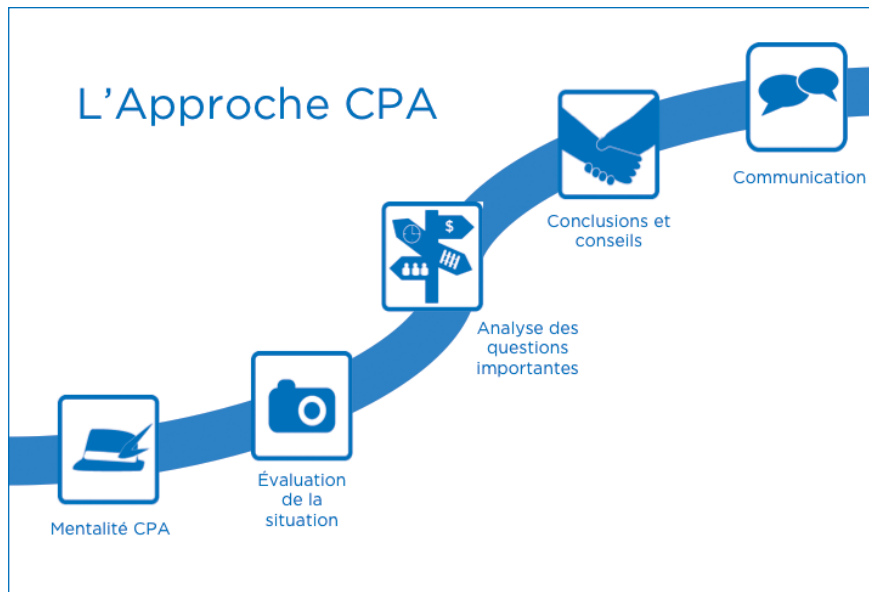 L'Approche CPA
Mentalité CPA
Évaluation
de la
situation
$
Analyse des
questions
importantes
Conclusions et
conseils
Communication